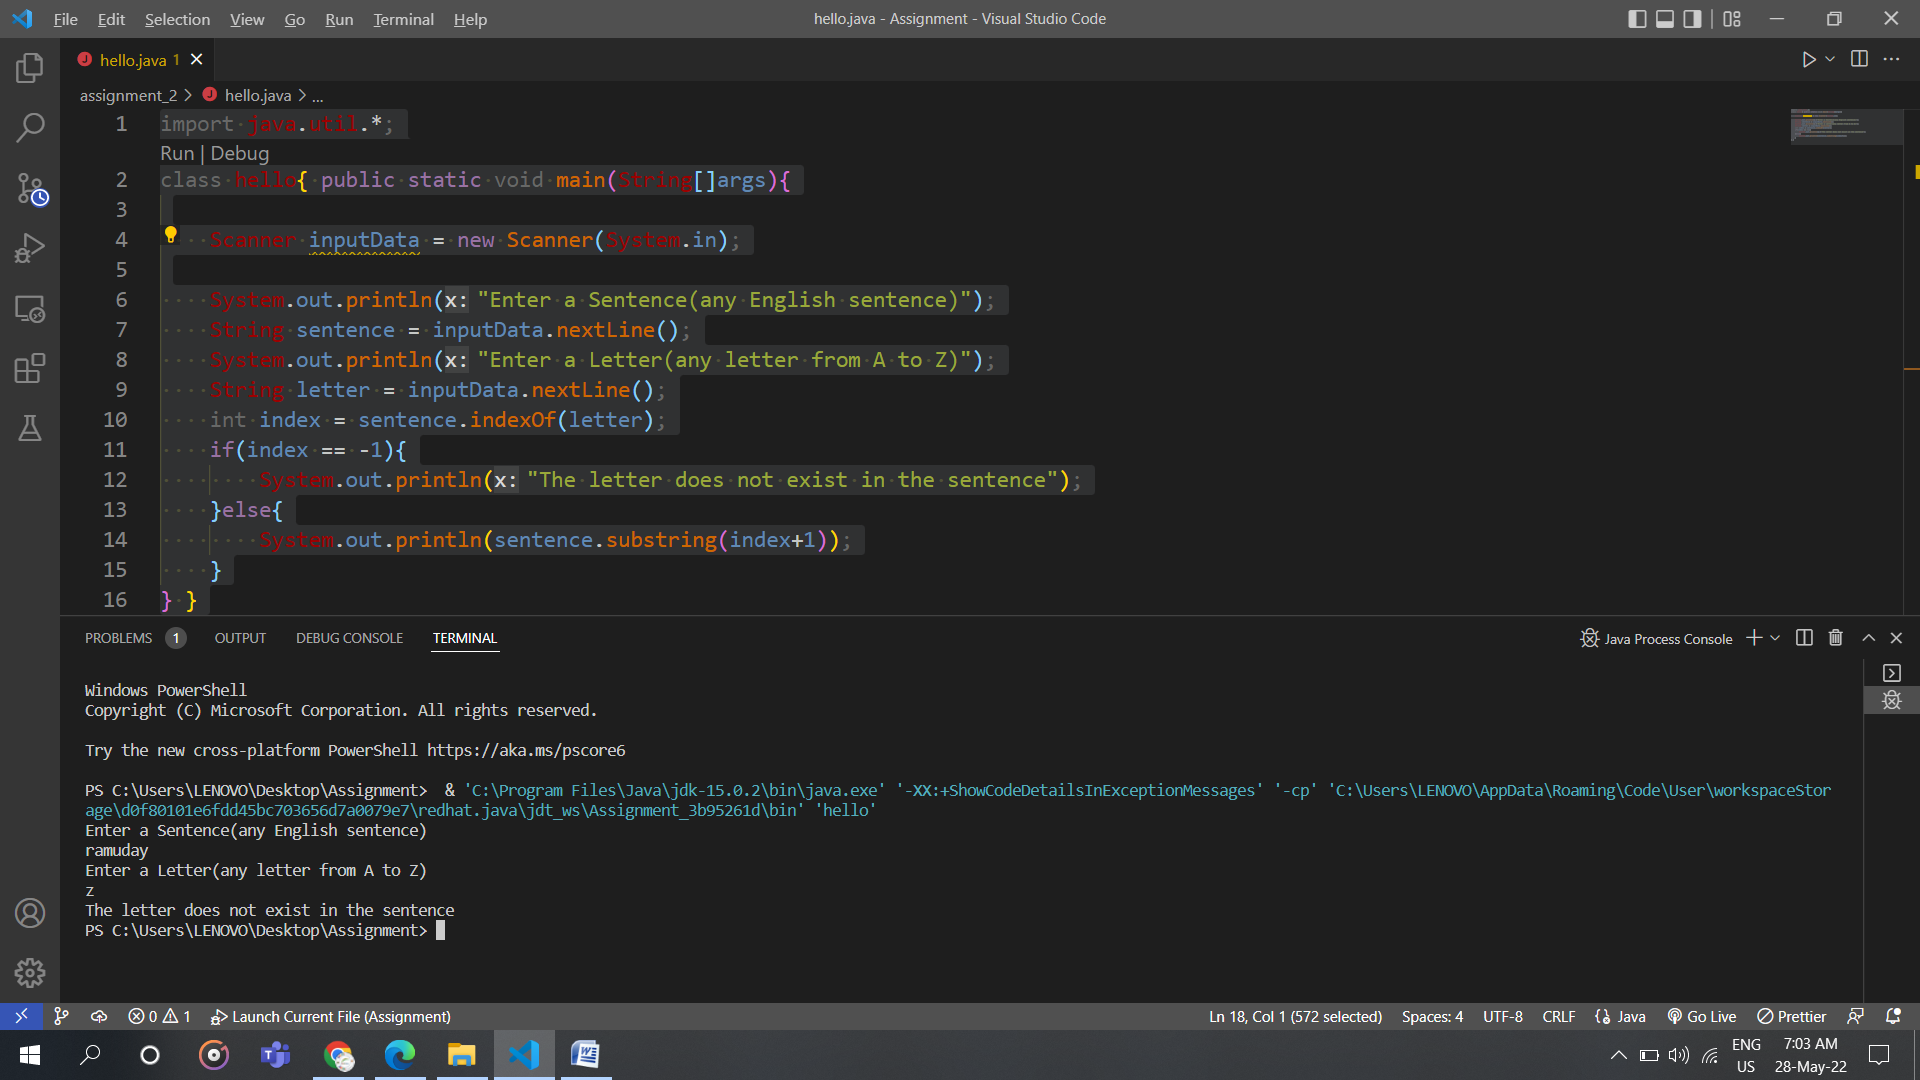 File Edit Selection View Go Run Terminal Help
hello.java - Assignment - Visual Studio Code
hello.java 1
assignment_2 > hello.java > ...
1 import java.util.*;
Run | Debug
2 class hello{ public static void main(String[]args){
3
4 Scanner inputData = new Scanner(System.in);
5
6 System.out.println(x: "Enter a Sentence(any English sentence)");
7 String sentence = inputData.nextLine();
8 System.out.println(x: "Enter a Letter(any letter from A to Z)");
9 String letter = inputData.nextLine();
10 int index = sentence.indexOf(letter);
11 if(index == -1){
12 System.out.println(x: "The letter does not exist in the sentence");
13 }else{
14 System.out.println(sentence.substring(index+1));
15 }
16 } }
PROBLEMS 1 OUTPUT DEBUG CONSOLE TERMINAL
Java Process Console
Windows PowerShell
Copyright (C) Microsoft Corporation. All rights reserved.
Try the new cross-platform PowerShell https://aka.ms/pscore6
PS C:\Users\LENOVO\Desktop\Assignment> & 'C:\Program Files\Java\jdk-15.0.2\bin\java.exe' '-XX:+ShowCodeDetailsInExceptionMessages' '-cp' 'C:\Users\LENOVO\AppData\Roaming\Code\User\workspaceStor
age\d0f80101e6fdd45bc703656d7a0079e7\redhat.java\jdt_ws\Assignment_3b95261d\bin' 'hello'
Enter a Sentence(any English sentence)
ramuday
Enter a Letter(any letter from A to Z)
z
The letter does not exist in the sentence
PS C:\Users\LENOVO\Desktop\Assignment>
0 1 Launch Current File (Assignment)
Ln 18, Col 1 (572 selected) Spaces: 4 UTF-8 CRLF Java Go Live Prettier
ENG 7:03 AM
US 28-May-22